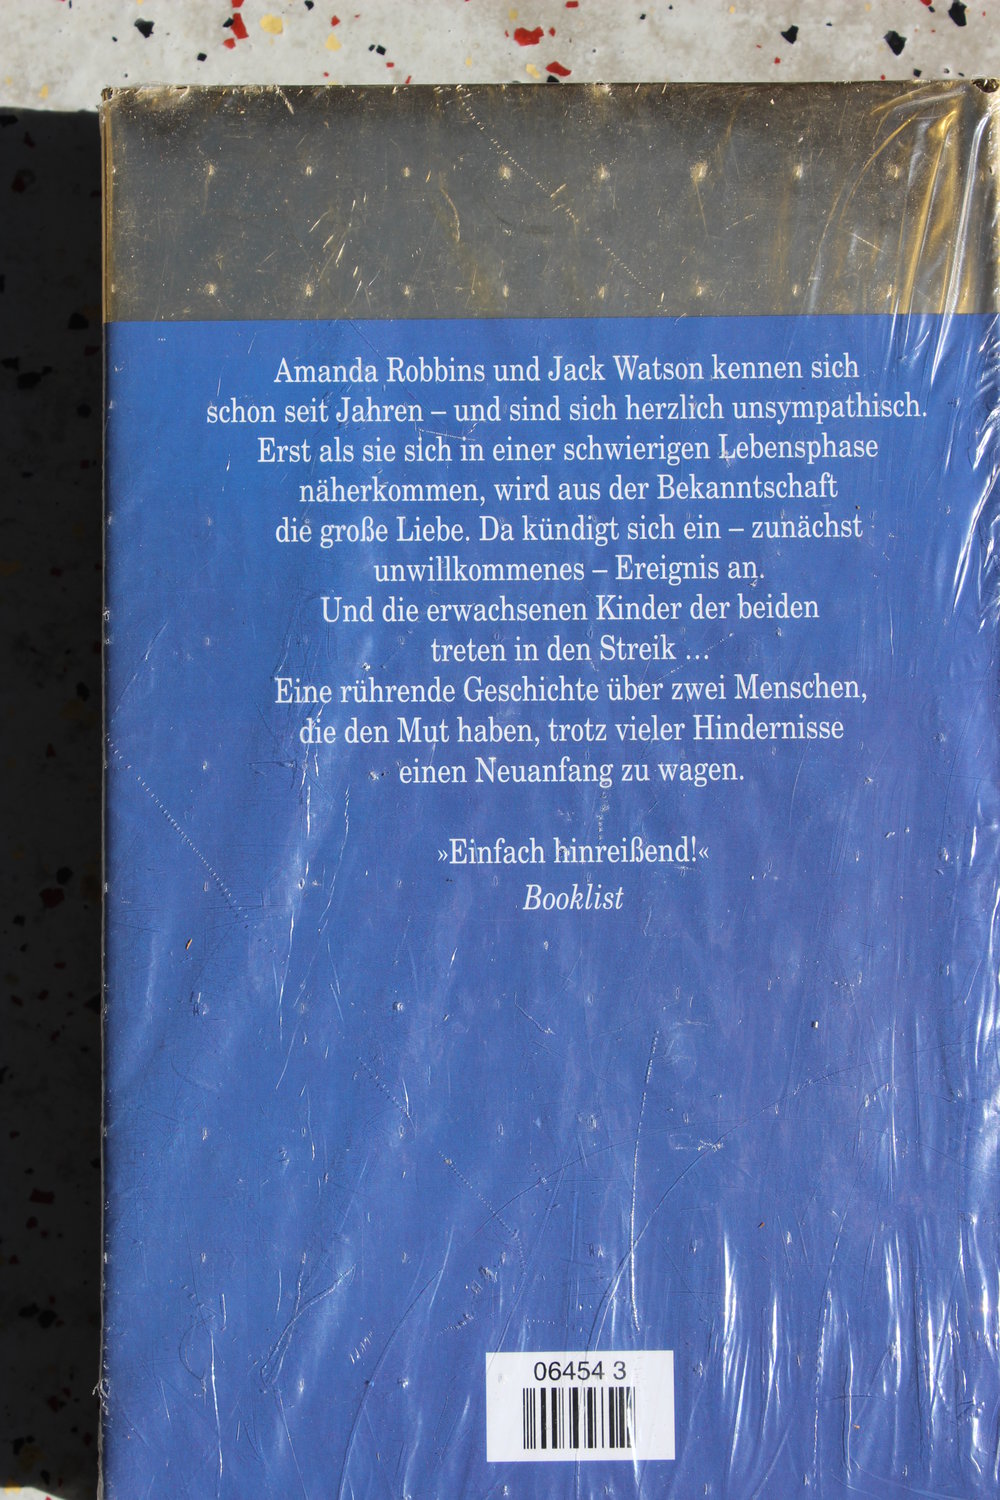 Amanda Robbins und Jack Watson kennen sich
schon seit Jahren – und sind sich herzlich unsympathisch.
Erst als sie sich in einer schwierigen Lebensphase
näherkommen, wird aus der Bekanntschaft
die große Liebe. Da kündigt sich ein – zunächst
unwillkommenes – Ereignis an.
Und die erwachsenen Kinder der beiden
treten in den Streik …
Eine rührende Geschichte über zwei Menschen,
die den Mut haben, trotz vieler Hindernisse
einen Neuanfang zu wagen.
»Einfach hinreißend!«
Booklist
06454 3